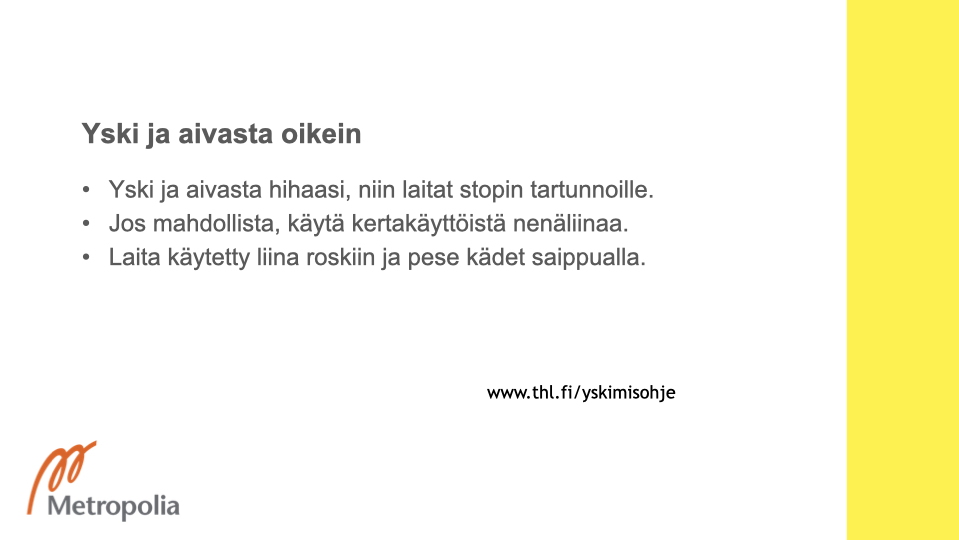 Yski ja aivasta oikein
• Yski ja aivasta hihaasi, niin laitat stopin tartunnoille.
• Jos mahdollista, käytä kertakäyttöistä nenäliinaa.
• Laita käytetty liina roskiin ja pese kädet saippualla.
www.thl.fi/yskimisohje
Metropolia